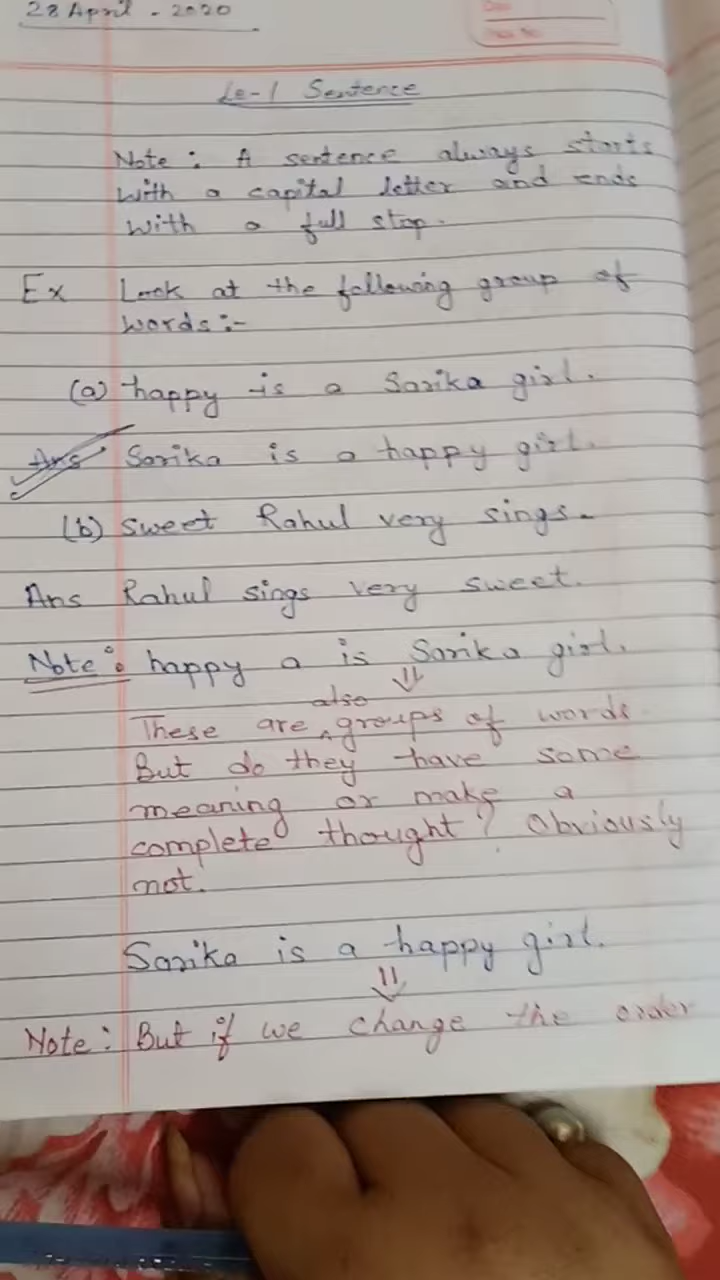 28 April - 2020
Le-1 Sentence
Note : A sentence always starts
with a capital letter and ends
with a full stop.
Ex Look at the following group of
words :-
(a) happy is a Sarika girl.
Ans Sarika is a happy girl.
(b) sweet Rahul very sings.
Ans Rahul sings very sweet.
Note : happy a is Sarika girl.
also
These are ^ groups of words.
But do they have some
meaning or make a
complete thought? Obviously
not.
Sarika is a happy girl.
Note : But if we change the order